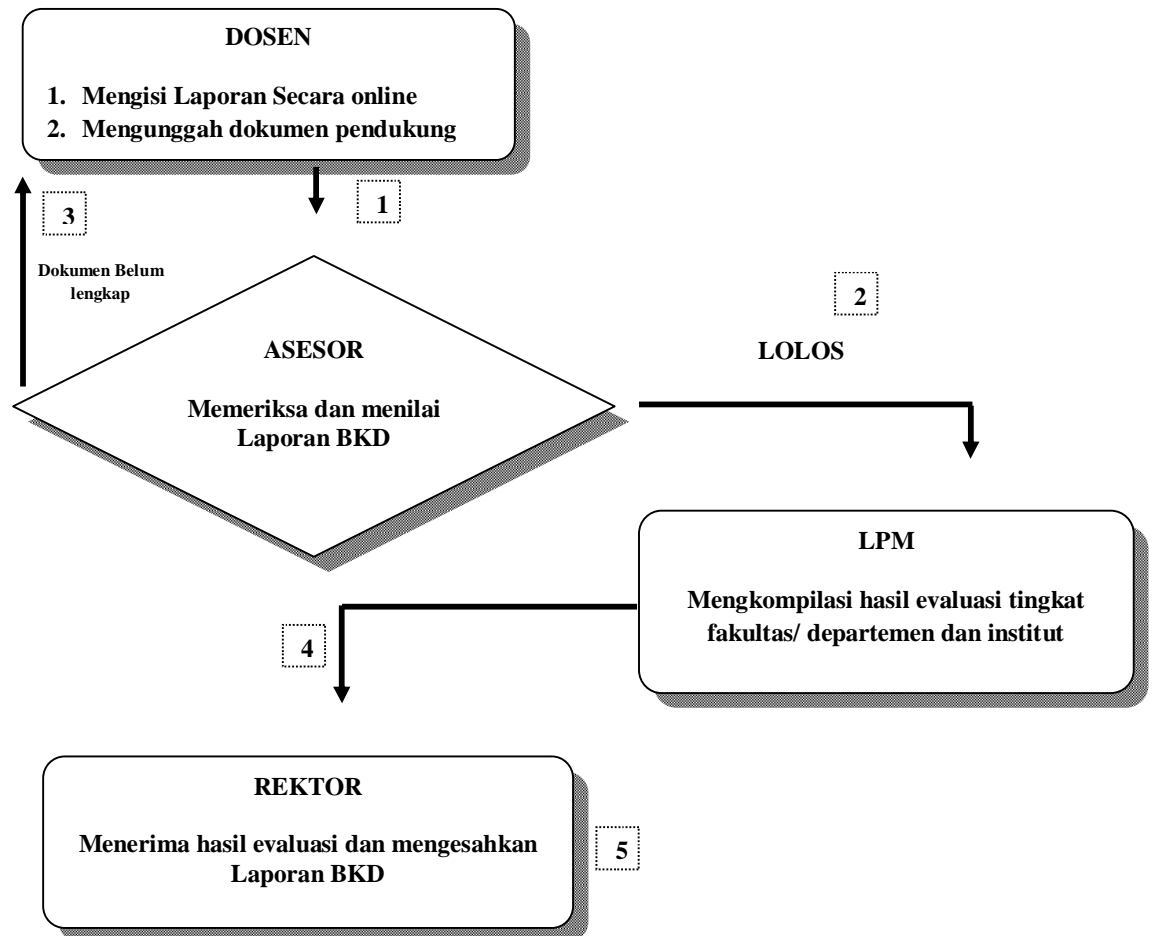 DOSEN
1. Mengisi Laporan Secara online
2. Mengunggah dokumen pendukung
3
1
Dokumen Belum
lengkap
2
ASESOR
LOLOS
Memeriksa dan menilai
Laporan BKD
LPM
Mengkompilasi hasil evaluasi tingkat
fakultas/ departemen dan institut
4
REKTOR
Menerima hasil evaluasi dan mengesahkan
Laporan BKD
5